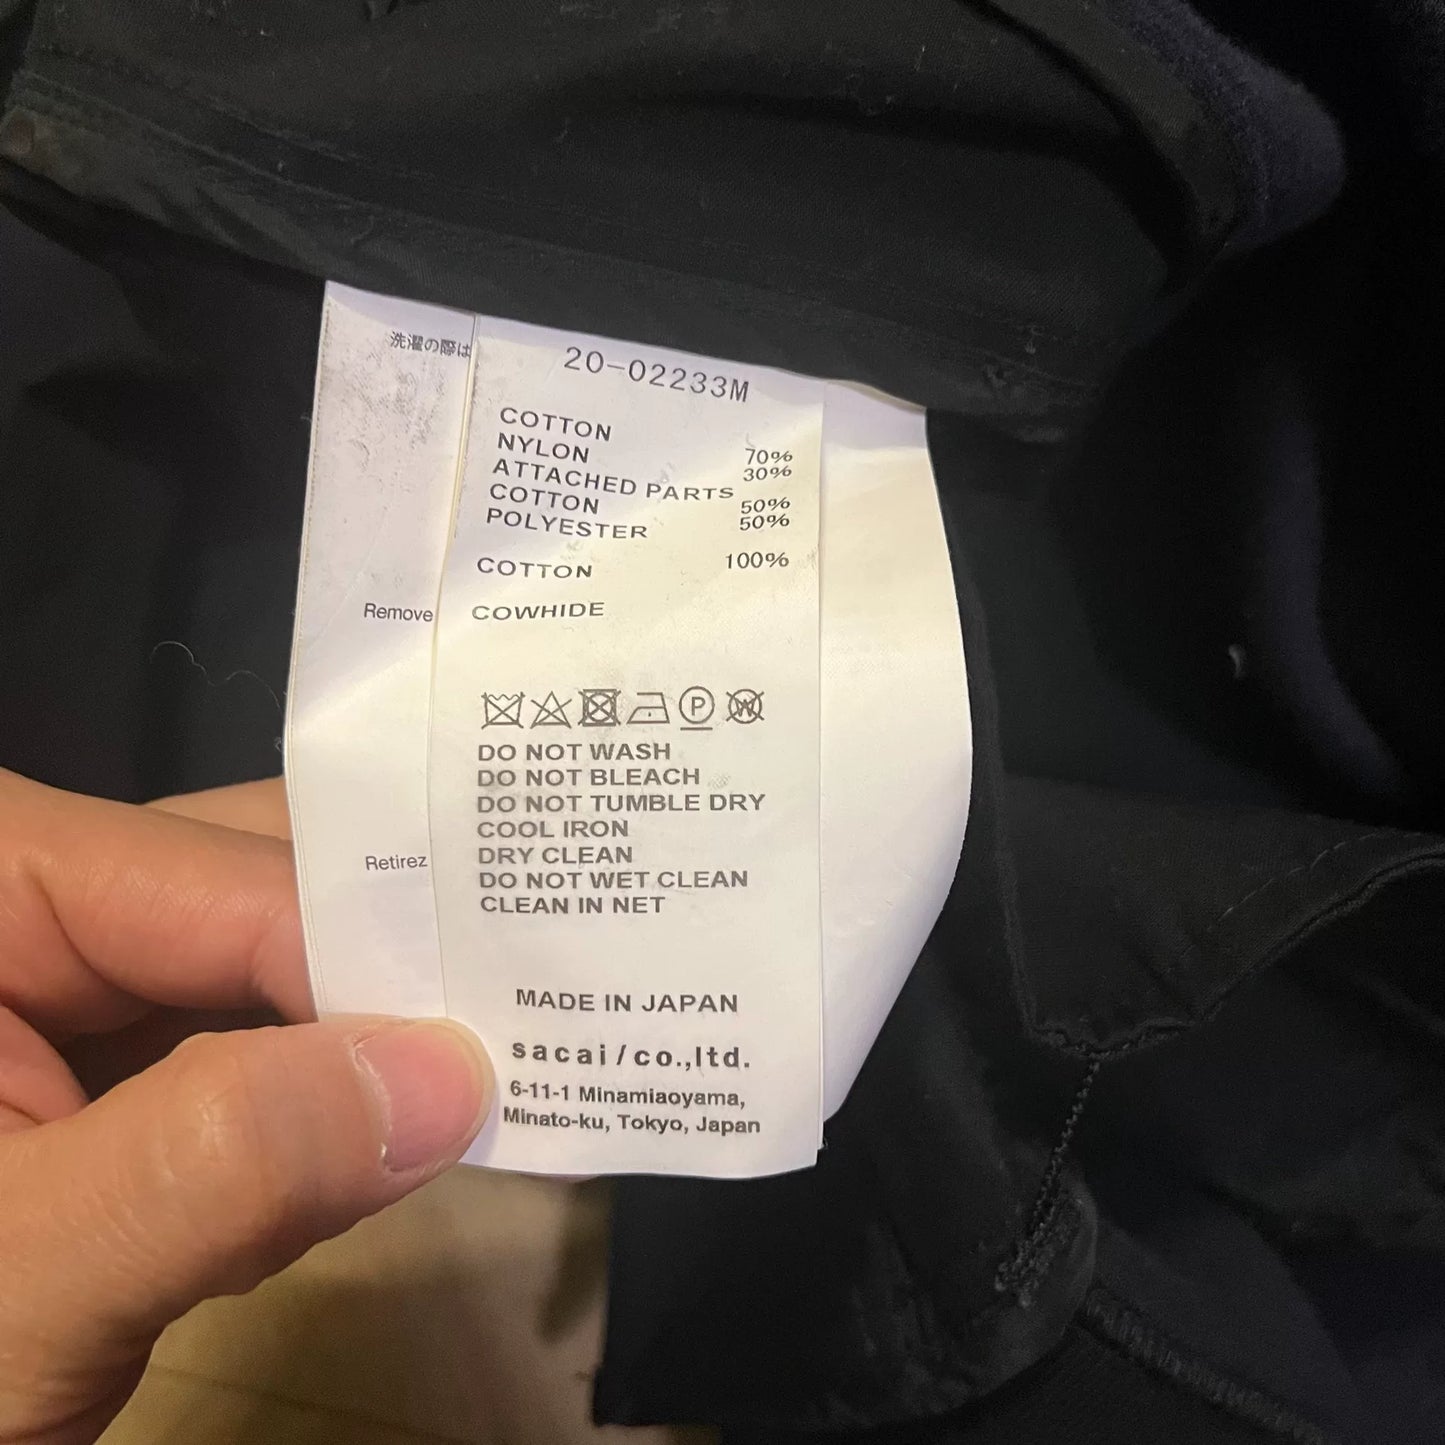 洗濯の際は
Remove
Retirez
20-02233M
COTTON
NYLON 70%
ATTACHED PARTS 30%
COTTON 50%
POLYESTER 50%
COTTON 100%
COWHIDE
P W
DO NOT WASH
DO NOT BLEACH
DO NOT TUMBLE DRY
COOL IRON
DRY CLEAN
DO NOT WET CLEAN
CLEAN IN NET
MADE IN JAPAN
sacai/co.,ltd.
6-11-1 Minamiaoyama,
Minato-ku, Tokyo, Japan